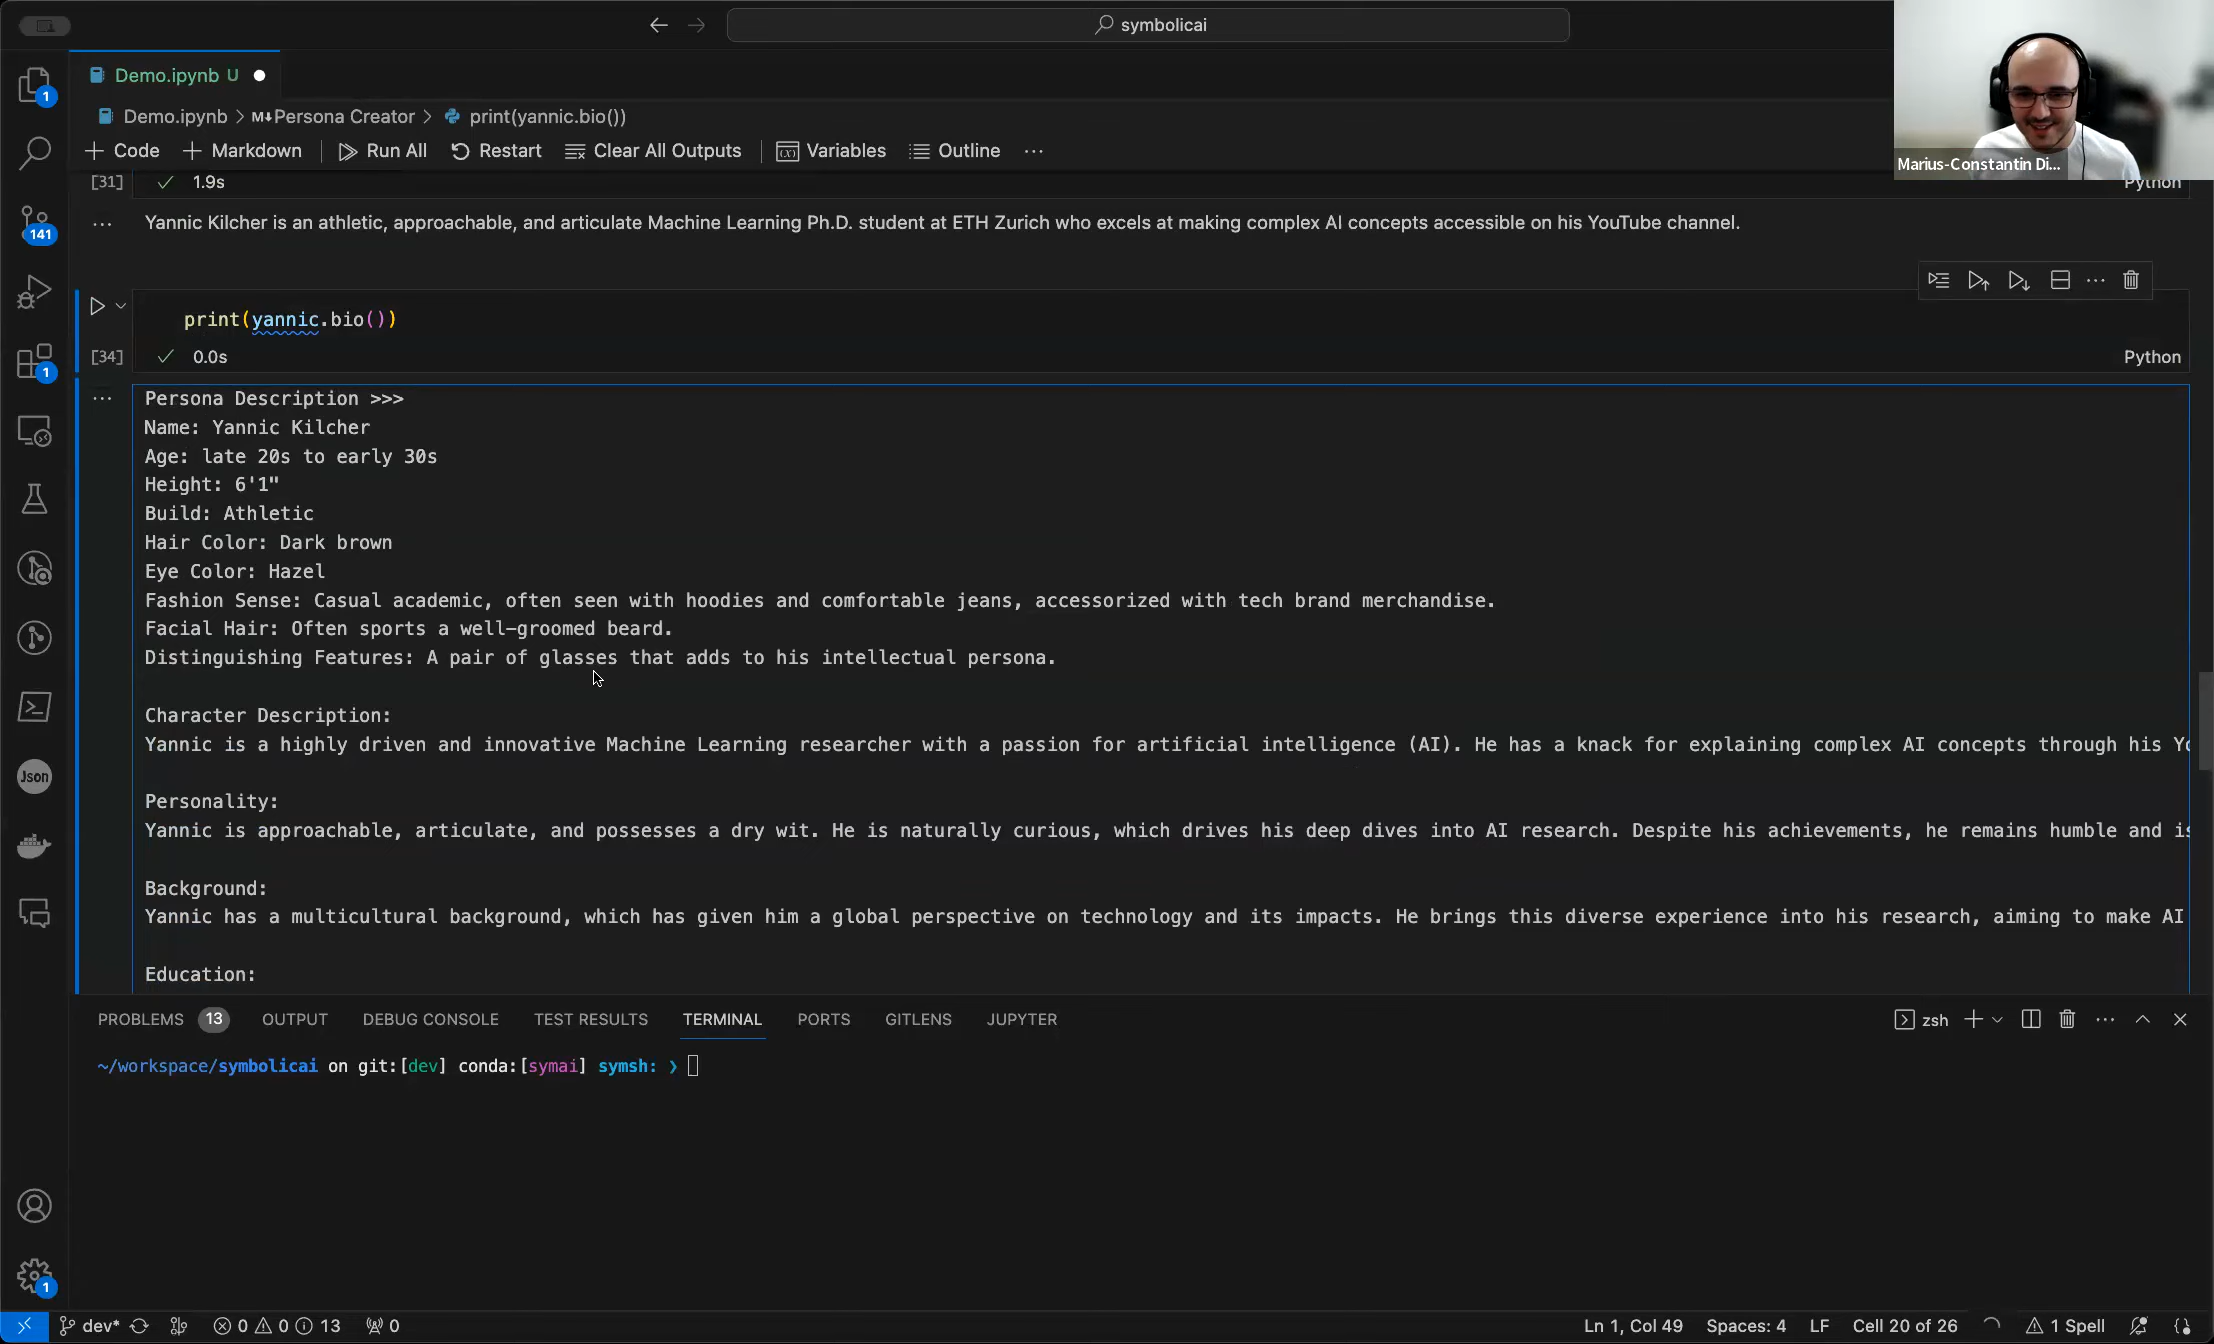 symbolicai
Demo.ipynb U
Demo.ipynb > M↓Persona Creator > print(yannic.bio())
+ Code + Markdown Run All Restart Clear All Outputs Variables Outline ...
Marius-Constantin Di...
[31] ✓ 1.9s Python
Yannic Kilcher is an athletic, approachable, and articulate Machine Learning Ph.D. student at ETH Zurich who excels at making complex AI concepts accessible on his YouTube channel.
print(yannic.bio())
[34] ✓ 0.0s Python
Persona Description >>>
Name: Yannic Kilcher
Age: late 20s to early 30s
Height: 6'1"
Build: Athletic
Hair Color: Dark brown
Eye Color: Hazel
Fashion Sense: Casual academic, often seen with hoodies and comfortable jeans, accessorized with tech brand merchandise.
Facial Hair: Often sports a well-groomed beard.
Distinguishing Features: A pair of glasses that adds to his intellectual persona.
Character Description:
Yannic is a highly driven and innovative Machine Learning researcher with a passion for artificial intelligence (AI). He has a knack for explaining complex AI concepts through his Yo
Personality:
Yannic is approachable, articulate, and possesses a dry wit. He is naturally curious, which drives his deep dives into AI research. Despite his achievements, he remains humble and is
Background:
Yannic has a multicultural background, which has given him a global perspective on technology and its impacts. He brings this diverse experience into his research, aiming to make AI
Education:
PROBLEMS 13 OUTPUT DEBUG CONSOLE TEST RESULTS TERMINAL PORTS GITLENS JUPYTER zsh
~/workspace/symbolicai on git:[dev] conda:[symai] symsh: ❯
1
141
1
Json
1
dev* 0 0 13 0 Ln 1, Col 49 Spaces: 4 LF Cell 20 of 26 1 Spell